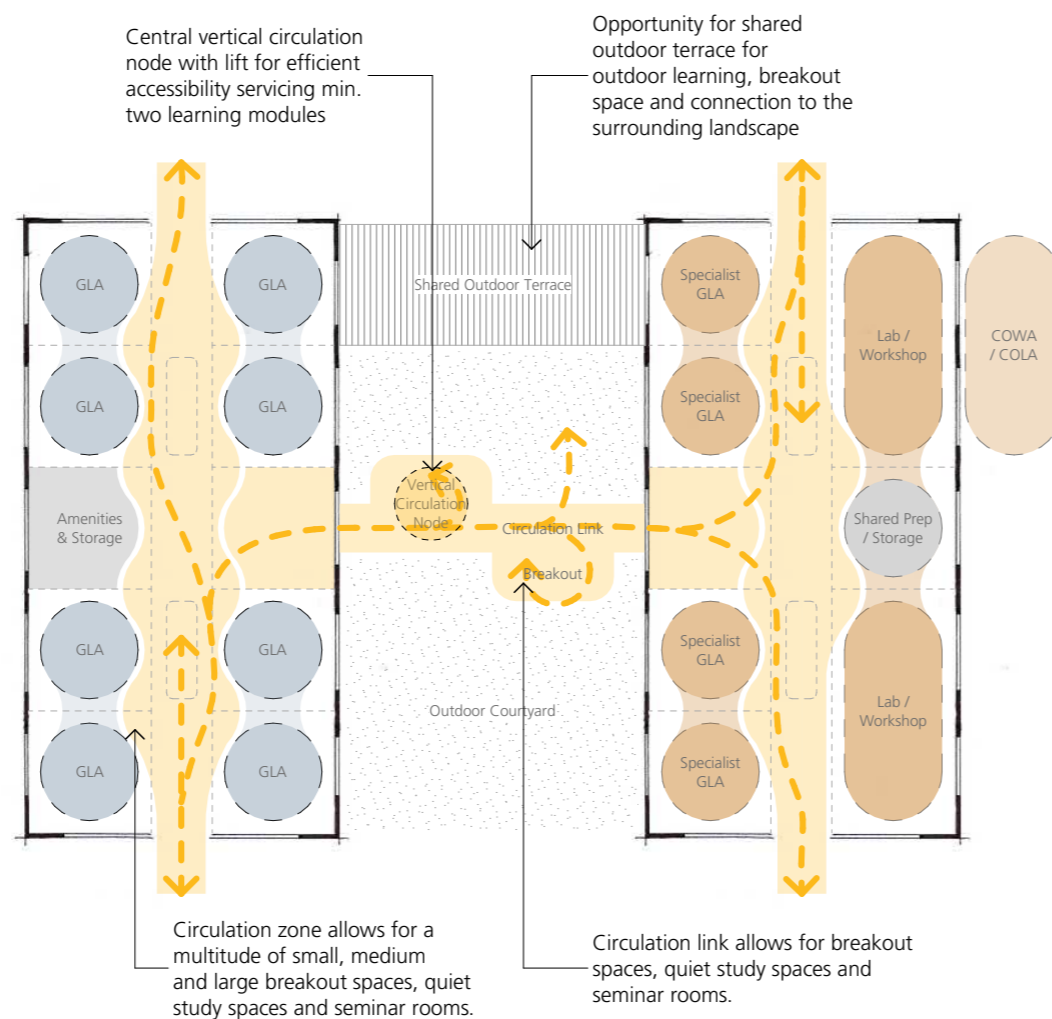 Central vertical circulation
node with lift for efficient
accessibility servicing min.
two learning modules
Opportunity for shared
outdoor terrace for
outdoor learning, breakout
space and connection to the
surrounding landscape
GLA
GLA
Shared Outdoor Terrace
Specialist
GLA
Lab /
Workshop
COWA
/ COLA
GLA
GLA
Specialist
GLA
Amenities
& Storage
Vertical
Circulation
Node
Circulation Link
Breakout
Shared Prep
/ Storage
GLA
GLA
Outdoor Courtyard
Specialist
GLA
Lab /
Workshop
GLA
GLA
Specialist
GLA
Circulation zone allows for a
multitude of small, medium
and large breakout spaces, quiet
study spaces and seminar rooms.
Circulation link allows for breakout
spaces, quiet study spaces and
seminar rooms.